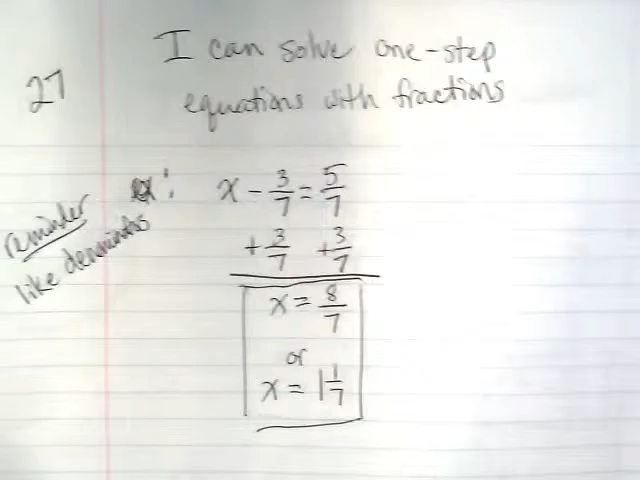 27
I can solve one-step
equations with fractions
reminder
like denominators
ex:
x - 3/7 = 5/7
+ 3/7 + 3/7
x = 8/7
or
x = 1 1/7